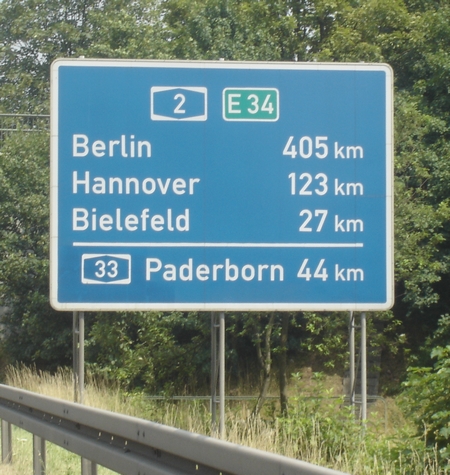 2 E 34
Berlin 405 km
Hannover 123 km
Bielefeld 27 km
33 Paderborn 44 km